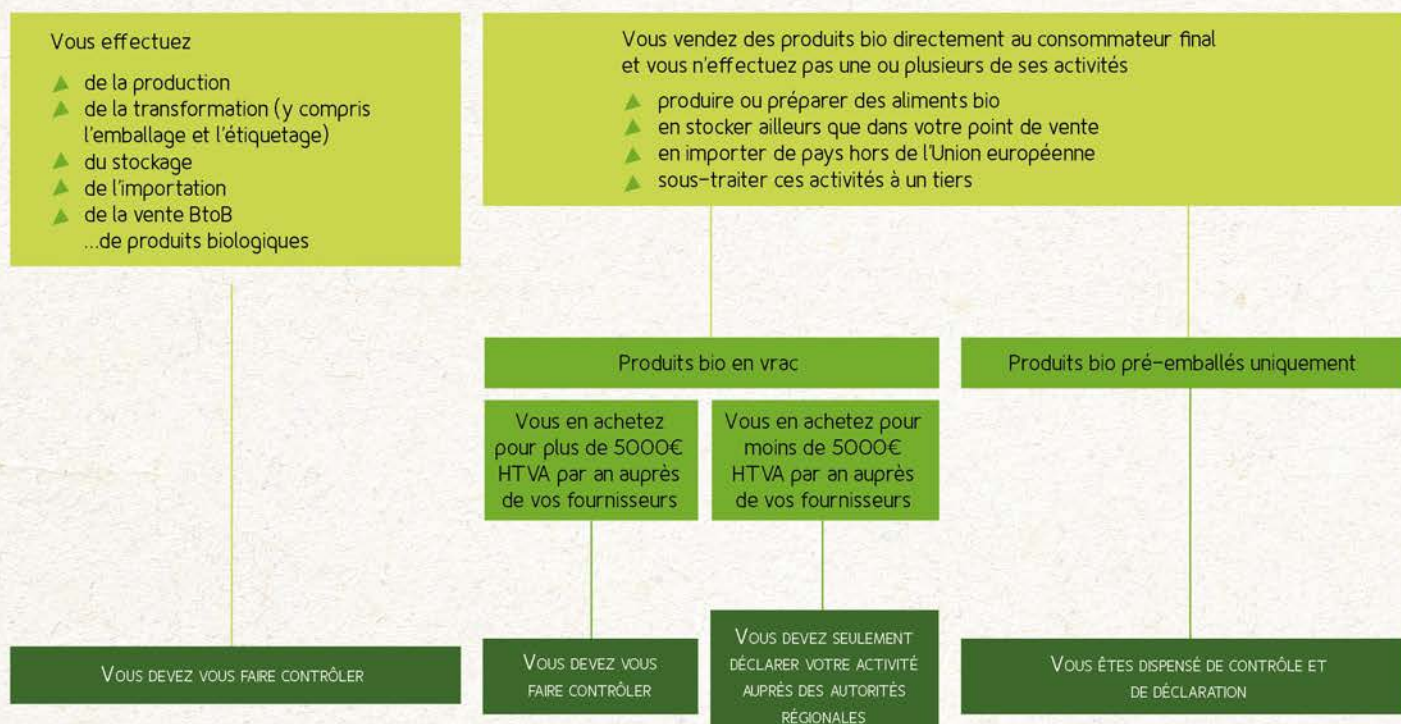 Vous effectuez
de la production
de la transformation (y compris
l'emballage et l'étiquetage)
du stockage
de l'importation
de la vente BtoB
...de produits biologiques
Vous vendez des produits bio directement au consommateur final
et vous n'effectuez pas une ou plusieurs de ses activités
produire ou préparer des aliments bio
en stocker ailleurs que dans votre point de vente
en importer de pays hors de l'Union européenne
sous-traiter ces activités à un tiers
Produits bio en vrac
Produits bio pré-emballés uniquement
Vous en achetez
pour plus de 5000€
HTVA par an auprès
de vos fournisseurs
Vous en achetez pour
moins de 5000€
HTVA par an auprès
de vos fournisseurs
Vous devez vous faire contrôler
Vous devez vous
faire contrôler
Vous devez seulement
déclarer votre activité
auprès des autorités
régionales
Vous êtes dispensé de contrôle et
de déclaration